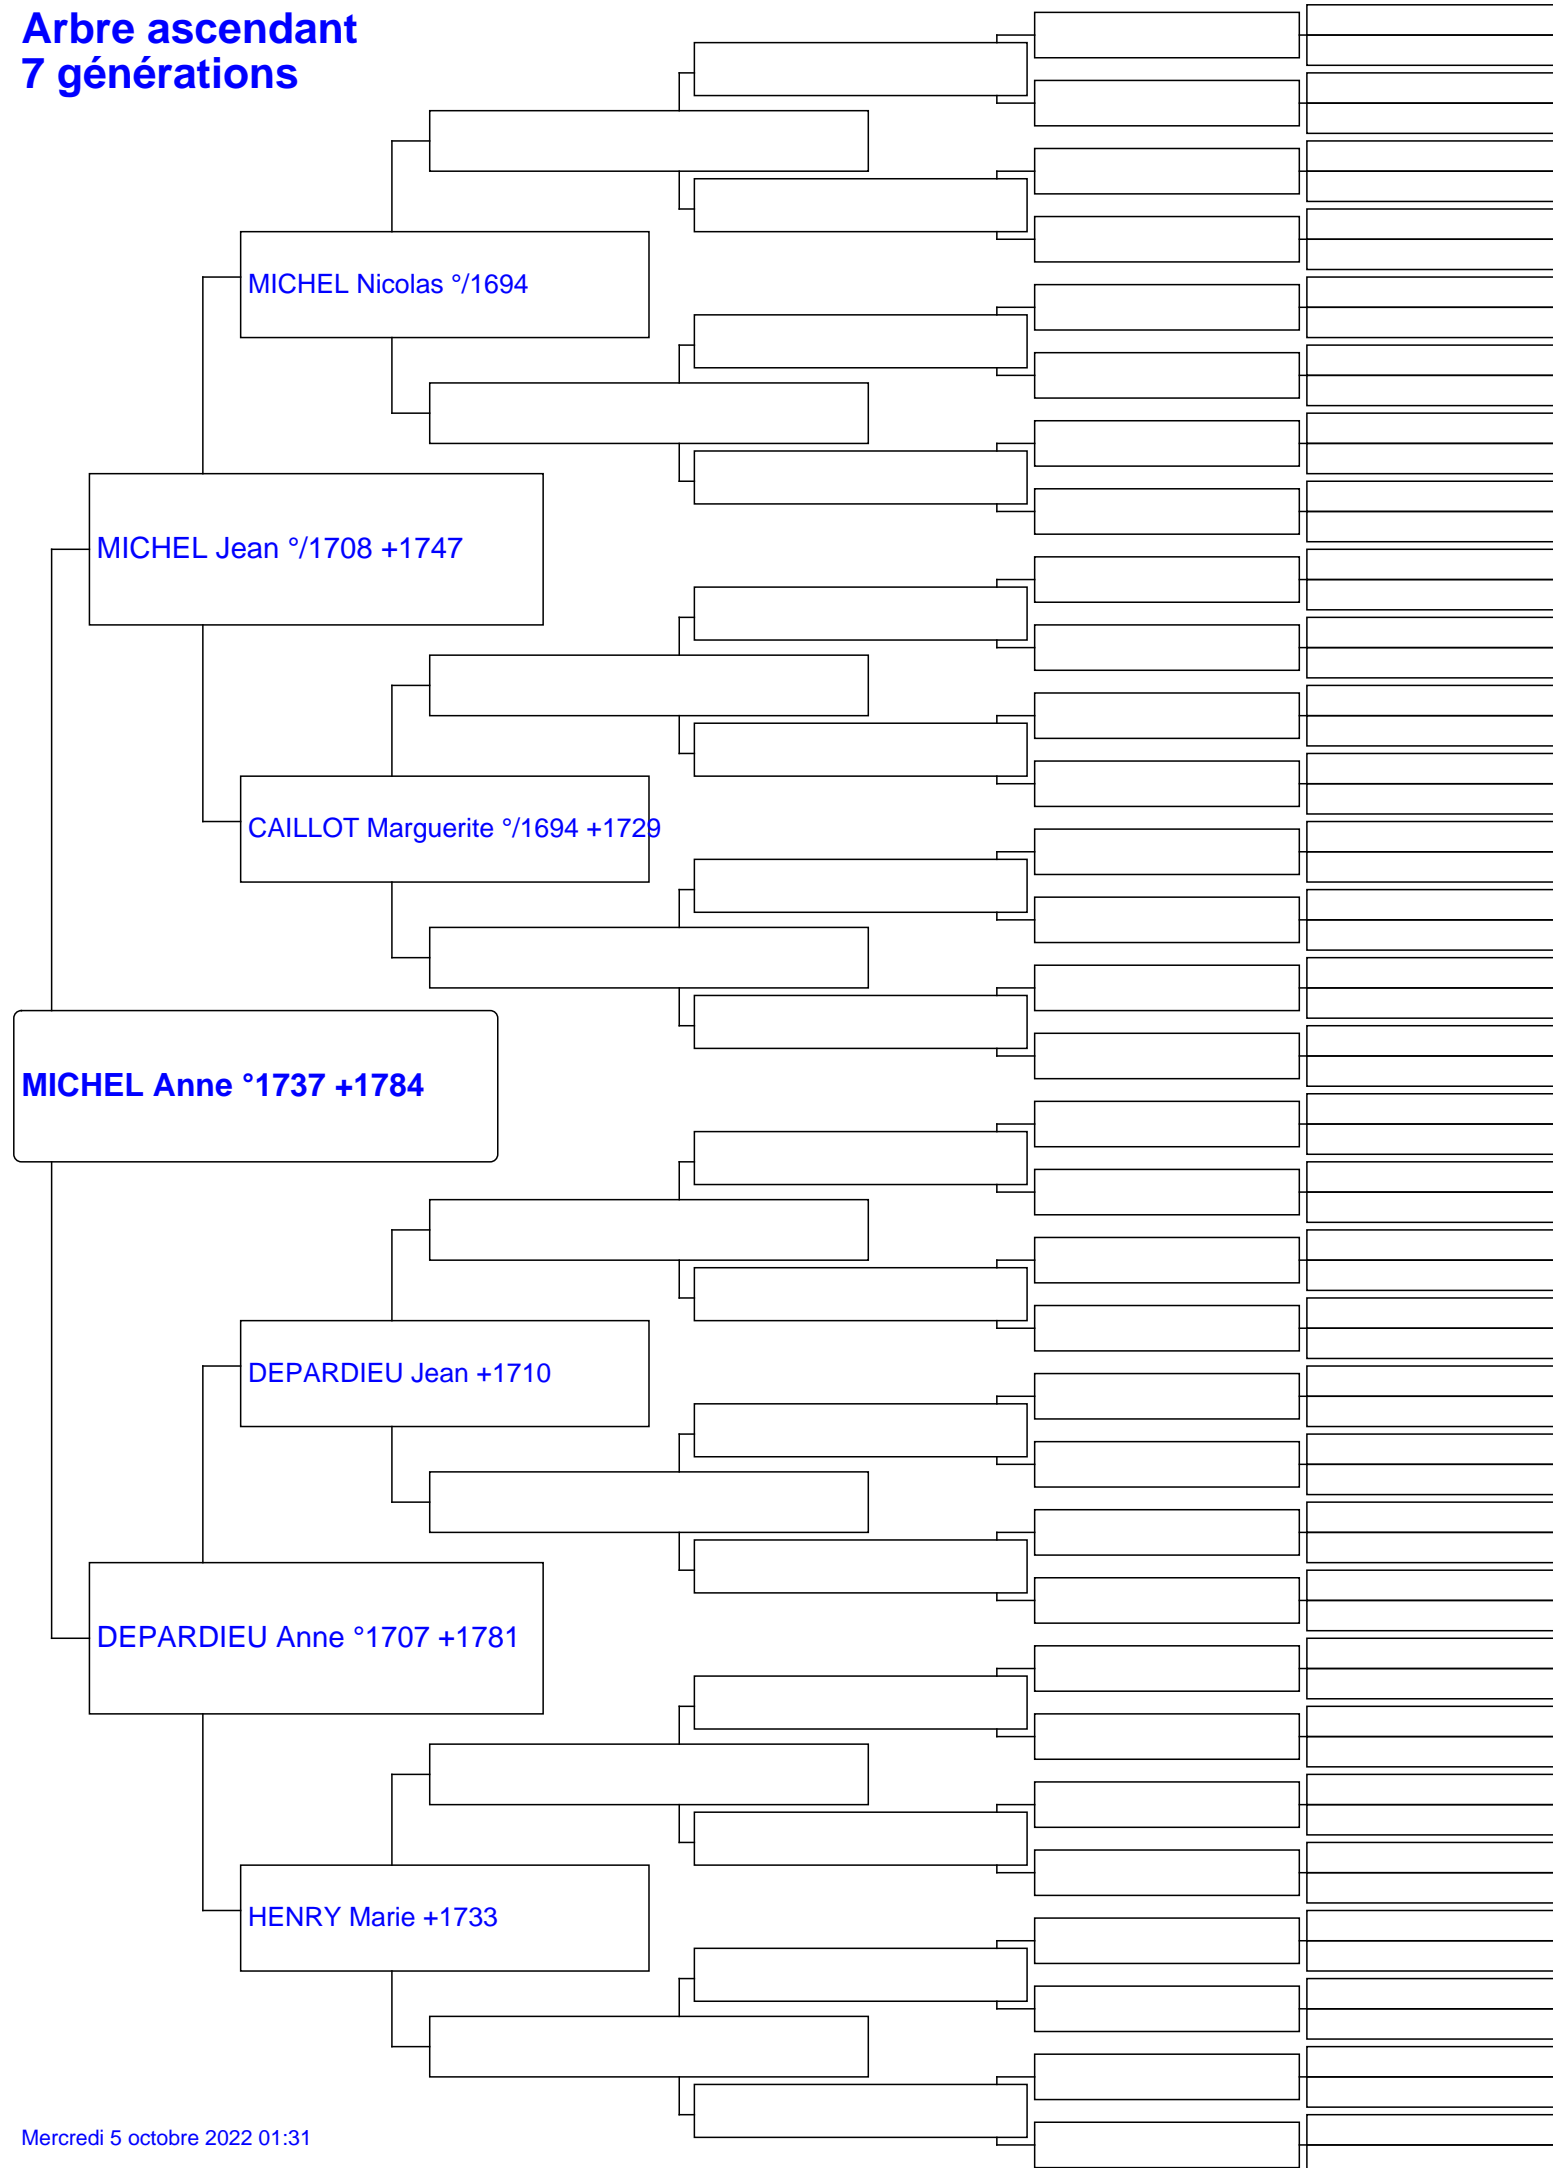 Arbre ascendant
7 générations
MICHEL Nicolas °/1694
MICHEL Jean °/1708 +1747
CAILLOT Marguerite °/1694 +1729
MICHEL Anne °1737 +1784
DEPARDIEU Jean +1710
DEPARDIEU Anne °1707 +1781
HENRY Marie +1733
Mercredi 5 octobre 2022 01:31